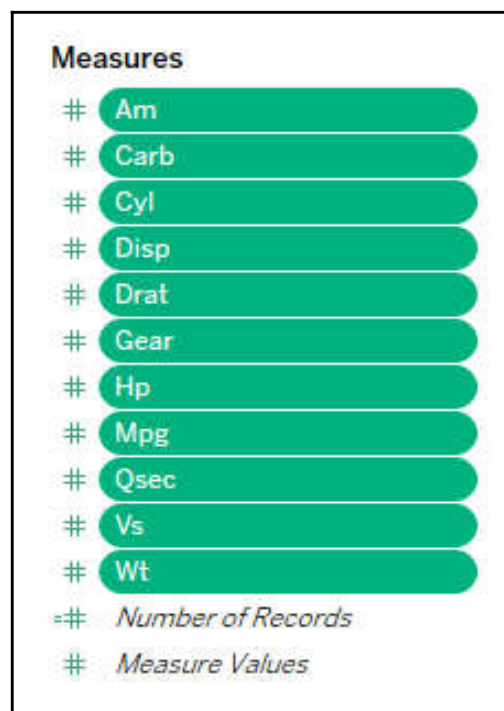 Measures
# Am
# Carb
# Cyl
# Disp
# Drat
# Gear
# Hp
# Mpg
# Qsec
# Vs
# Wt
=# Number of Records
# Measure Values